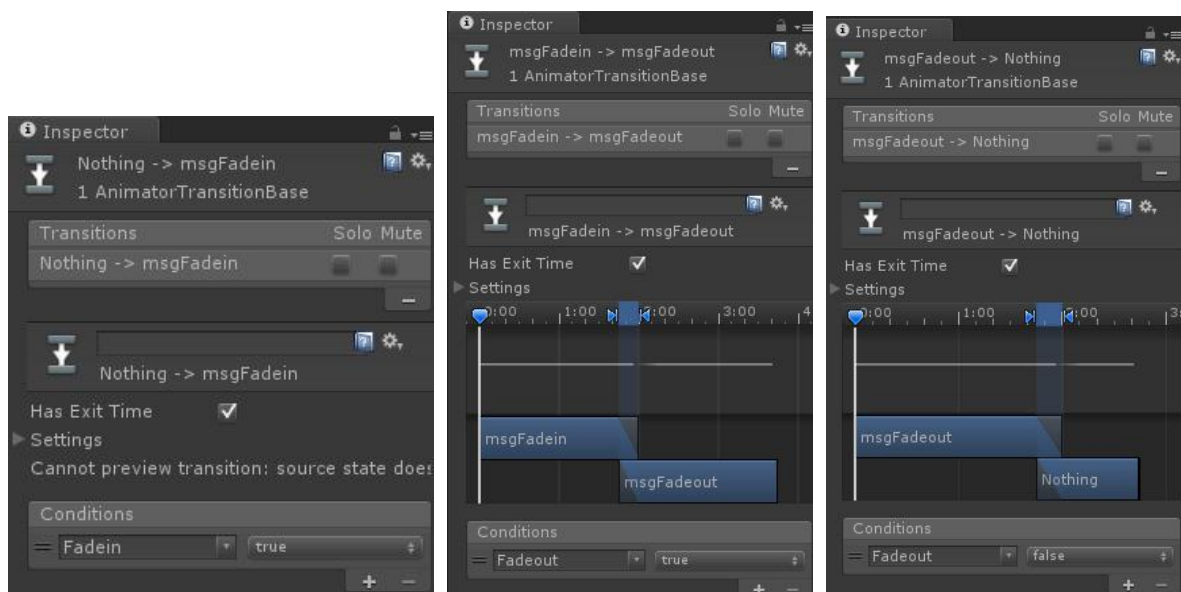 Inspector
Nothing -> msgFadein
1 AnimatorTransitionBase
Transitions Solo Mute
Nothing -> msgFadein
Nothing -> msgFadein
Has Exit Time
Settings
Cannot preview transition: source state does
Conditions
Fadein true
Inspector
msgFadein -> msgFadeout
1 AnimatorTransitionBase
Transitions Solo Mute
msgFadein -> msgFadeout
msgFadein -> msgFadeout
Has Exit Time
Settings
0:00 1:00 2:00 3:00 4
msgFadein
msgFadeout
Conditions
Fadeout true
Inspector
msgFadeout -> Nothing
1 AnimatorTransitionBase
Transitions Solo Mute
msgFadeout -> Nothing
msgFadeout -> Nothing
Has Exit Time
Settings
0:00 1:00 2:00 3:
msgFadeout
Nothing
Conditions
Fadeout false